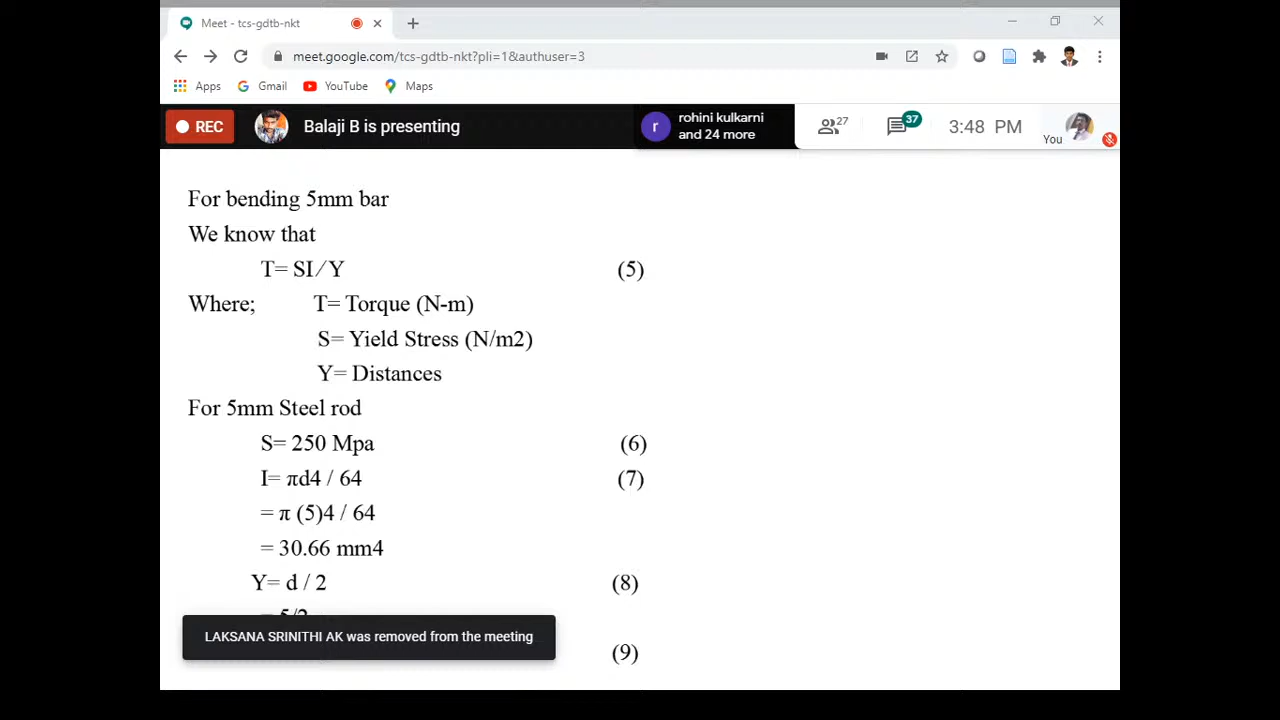 Meet - tcs-gdtb-nkt
meet.google.com/tcs-gdtb-nkt?pli=1&authuser=3
Apps Gmail YouTube Maps
REC Balaji B is presenting
r rohini kulkarni
and 24 more
27
37
3:48 PM
You
For bending 5mm bar
We know that
T= SI ⁄ Y (5)
Where; T= Torque (N-m)
S= Yield Stress (N/m2)
Y= Distances
For 5mm Steel rod
S= 250 Mpa (6)
I= πd4 / 64 (7)
= π (5)4 / 64
= 30.66 mm4
Y= d / 2 (8)
= 5/2
LAKSANA SRINITHI AK was removed from the meeting
(9)